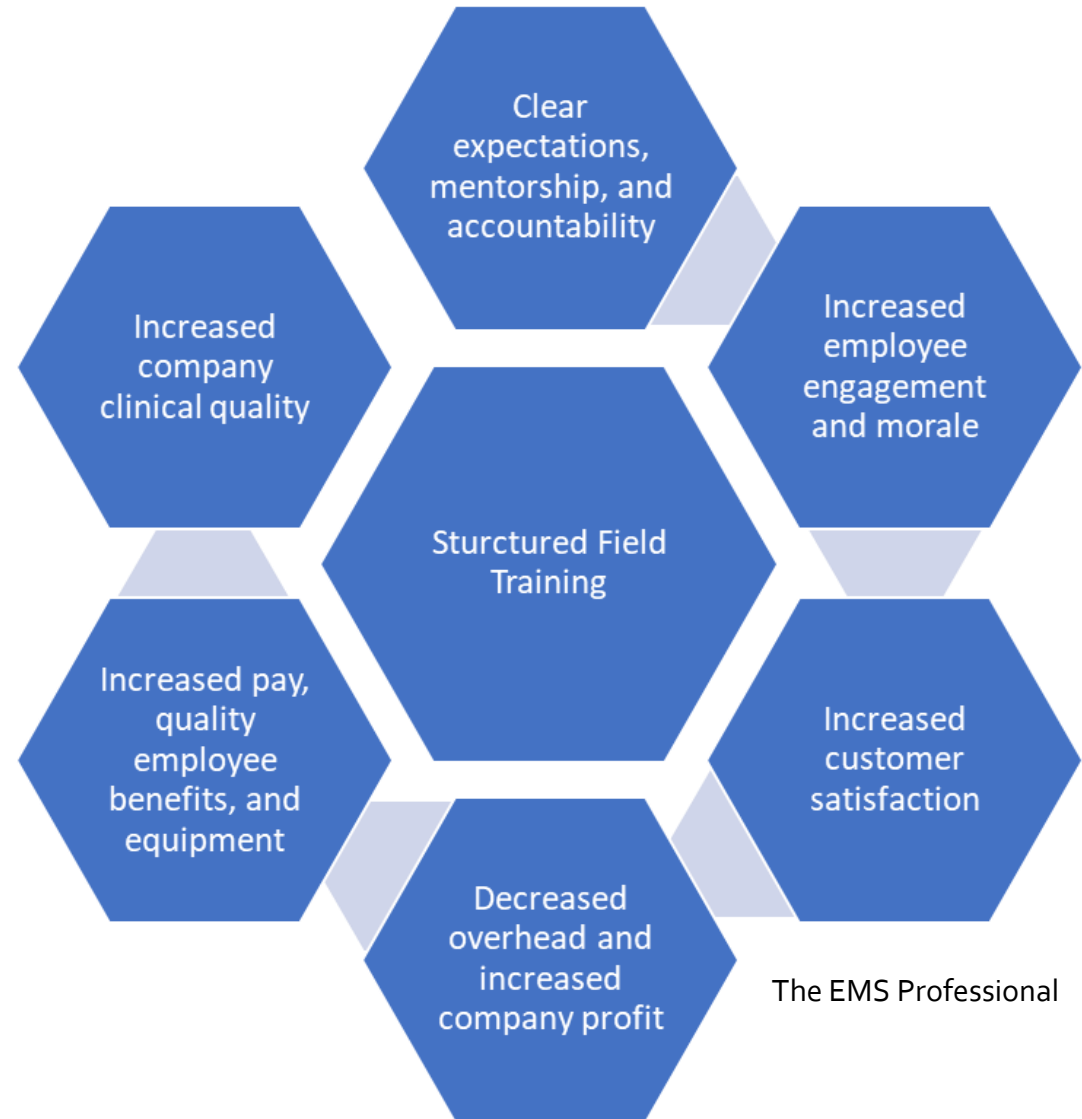 Clear
expectations,
mentorship, and
accountability
Increased
employee
engagement
and morale
Increased
customer
satisfaction
Decreased
overhead and
increased
company profit
Increased pay,
quality
employee
benefits, and
equipment
Increased
company
clinical quality
Sturctured Field
Training
The EMS Professional